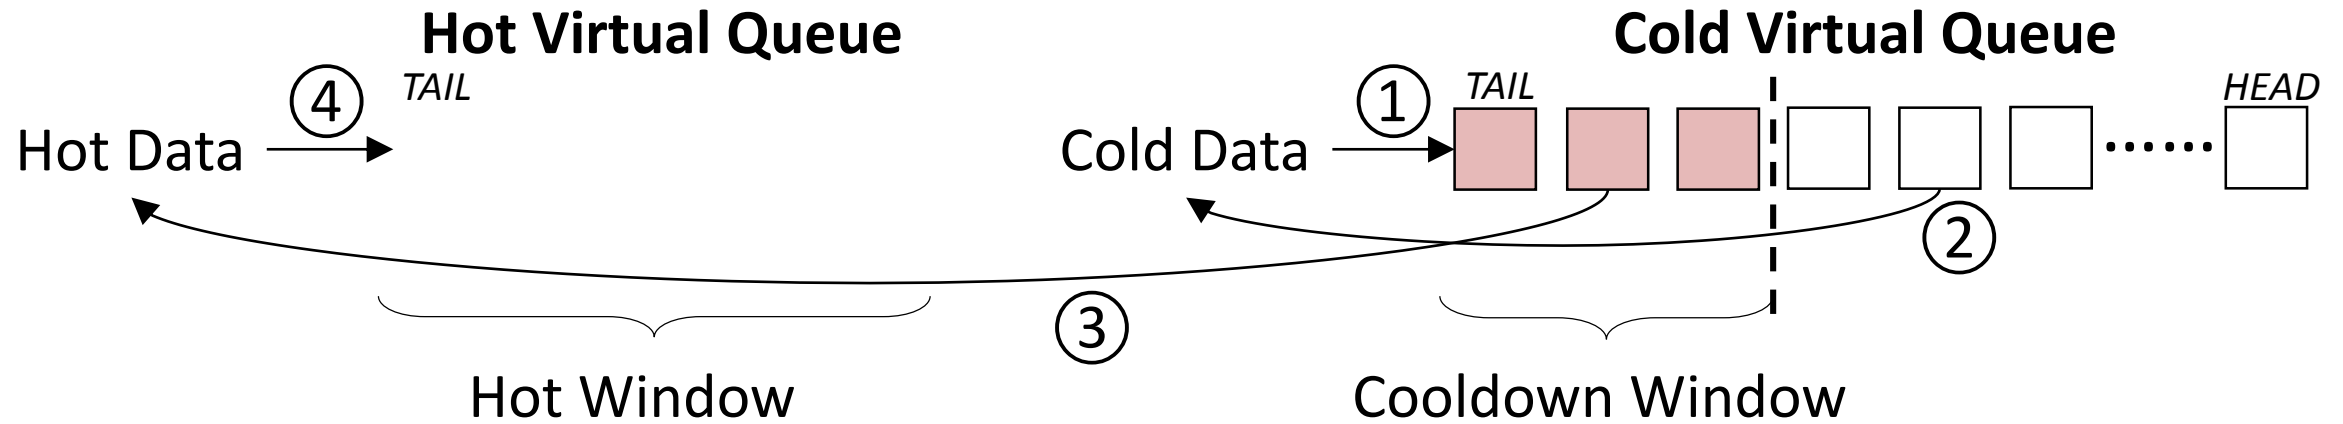 Hot Virtual Queue
Cold Virtual Queue
4
TAIL
1
TAIL
HEAD
Hot Data
Cold Data
2
3
Hot Window
Cooldown Window